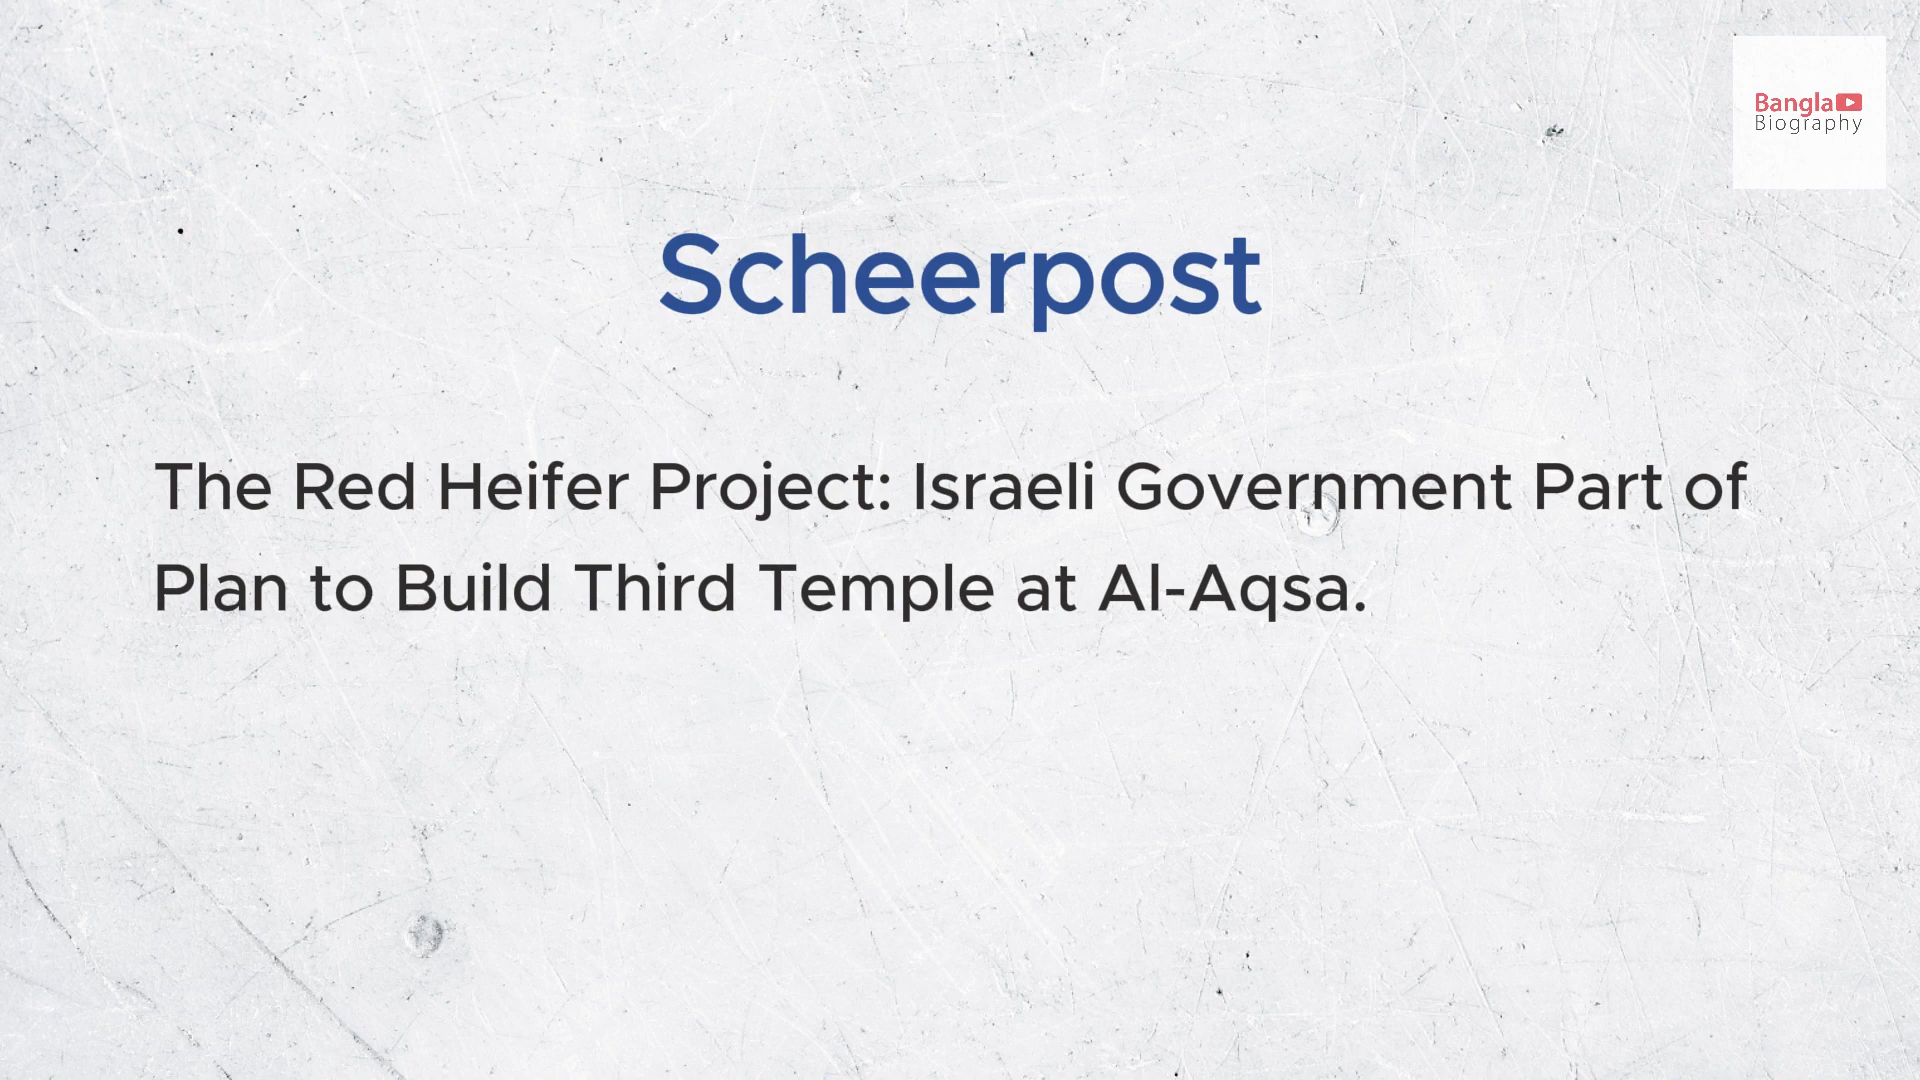 Bangla
Biography
Scheerpost
The Red Heifer Project: Israeli Government Part of
Plan to Build Third Temple at Al-Aqsa.